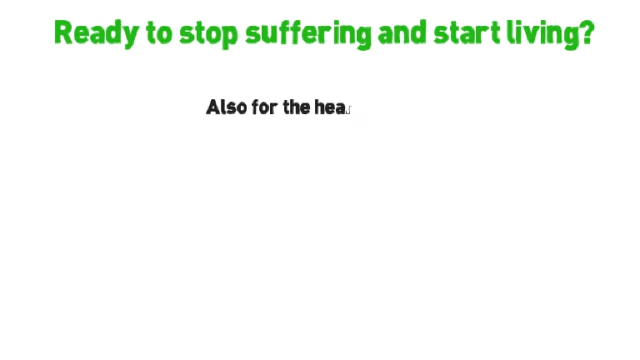 Ready to stop suffering and start living?
Also for the hea